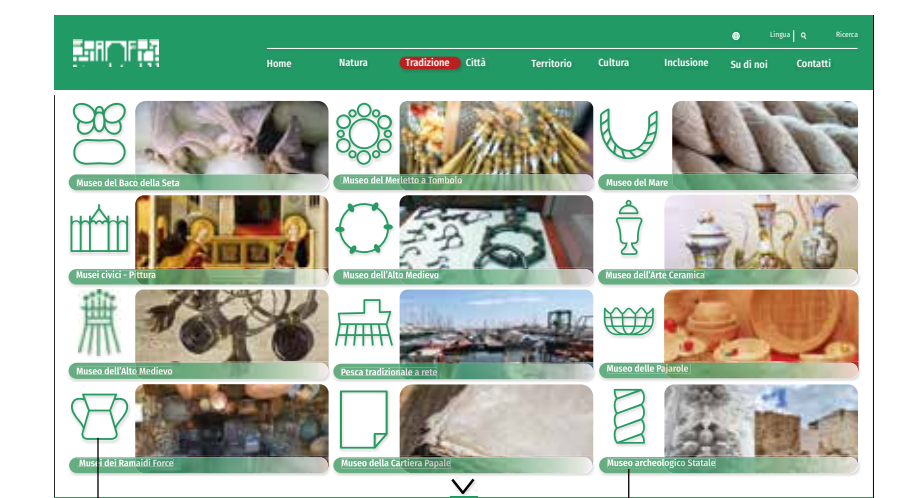 Lingua
Ricerca
Home
Natura
Tradizione
Città
Territorio
Cultura
Inclusione
Su di noi
Contatti
Museo del Baco della Seta
Museo del Merletto a Tombolo
Museo del Mare
Musei civici - Pittura
Museo dell'Alto Medievo
Museo dell'Arte Ceramica
Museo dell'Alto Medievo
Pesca tradizionale a rete
Museo delle Pajarole
Musei dei Ramaidi Force
Museo della Cartiera Papale
Museo archeologico Statale